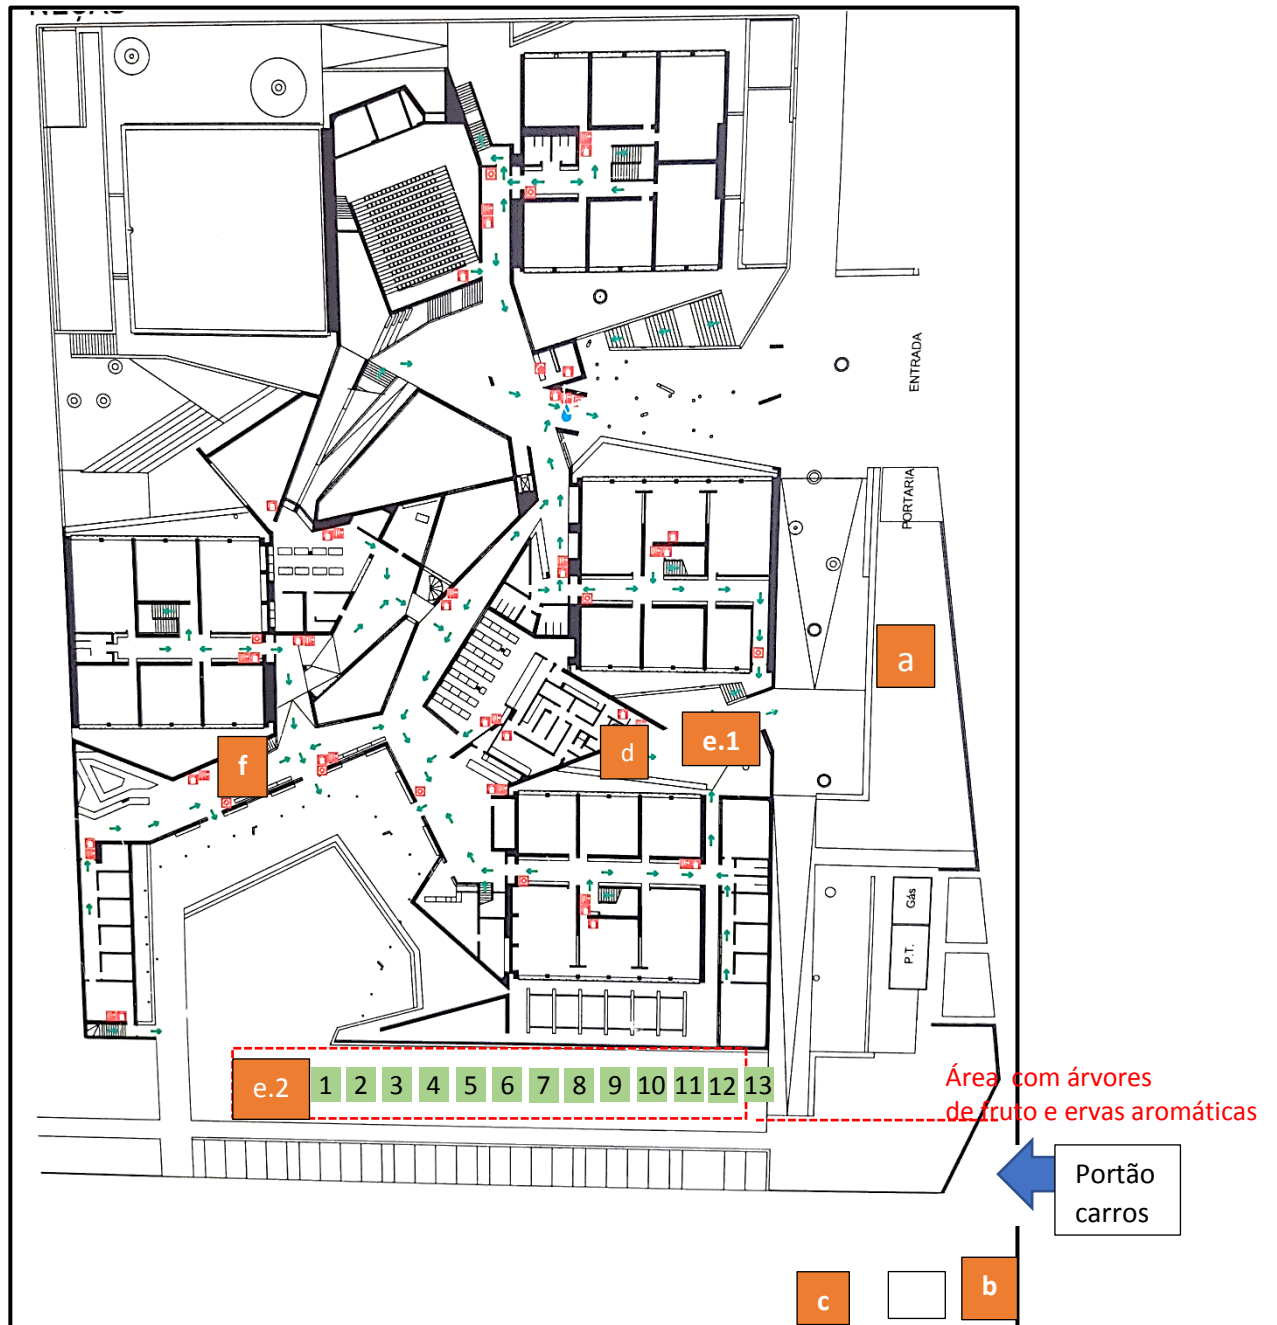 ENTRADA
PORTARIA
a
e.1
d
f
Gás
P.T.
e.2
1
2
3
4
5
6
7
8
9
10
11
12
13
Área com árvores
de fruto e ervas aromáticas
Portão
carros
c
b